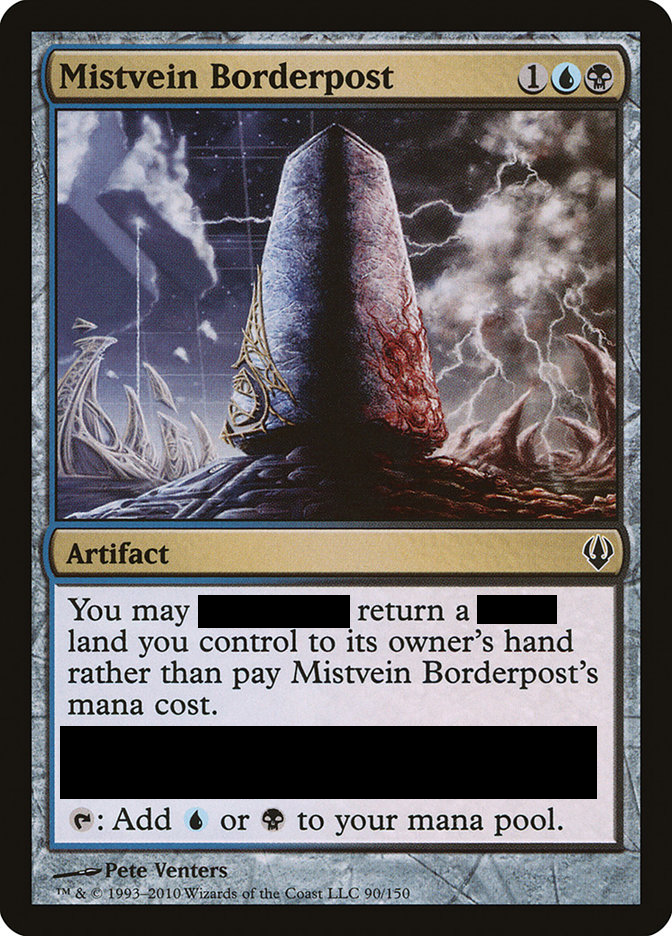 Mistvein Borderpost 1
Artifact
You may return a
land you control to its owner's hand
rather than pay Mistvein Borderpost's
mana cost.
: Add or to your mana pool.
Pete Venters
™ & © 1993–2010 Wizards of the Coast LLC 90/150